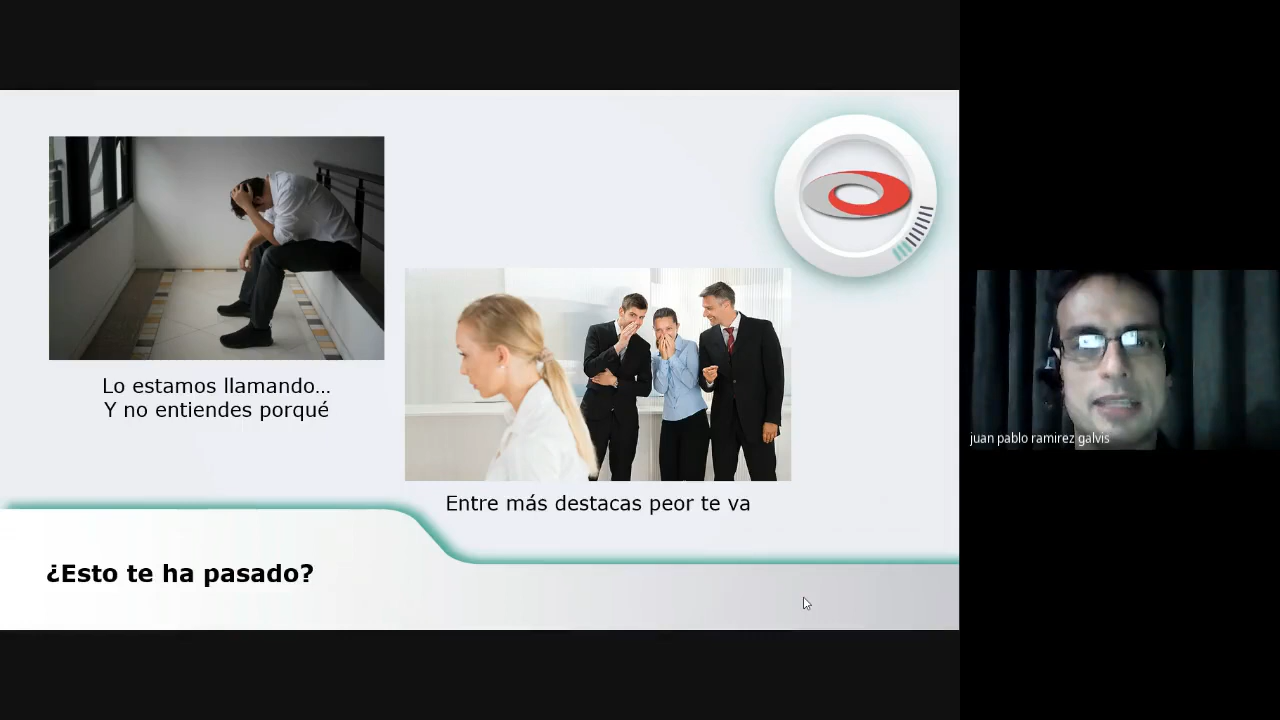 Lo estamos llamando...
Y no entiendes porqué
Entre más destacas peor te va
¿Esto te ha pasado?
juan pablo ramirez galvis